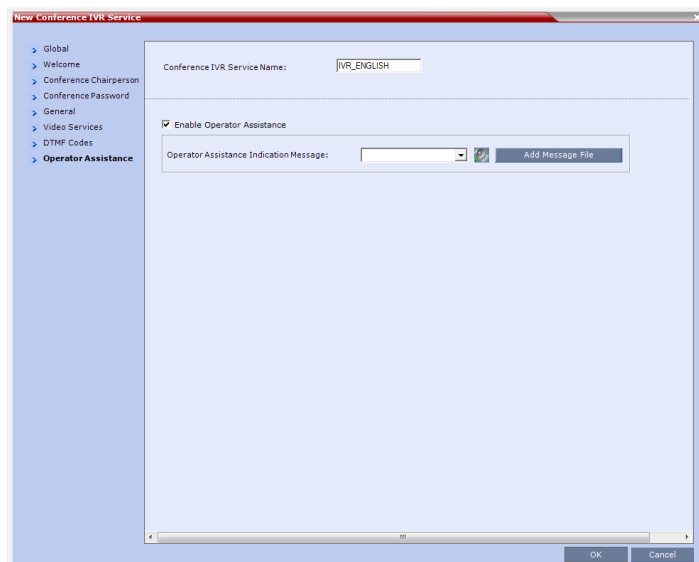 New Conference IVR Service
Global
Welcome
Conference Chairperson
Conference Password
General
Video Services
DTMF Codes
Operator Assistance
Conference IVR Service Name: IVR_ENGLISH
Enable Operator Assistance
Operator Assistance Indication Message: Add Message File
OK Cancel